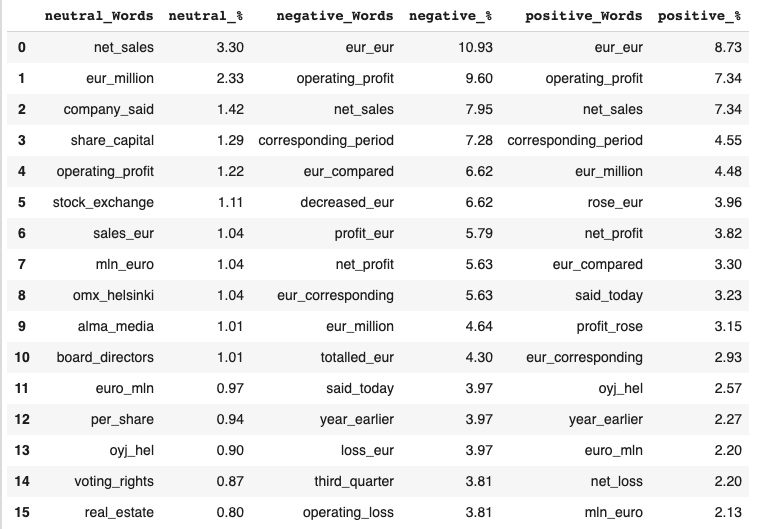 neutral_Words neutral_% negative_Words negative_% positive_Words positive_%
0 net_sales 3.30 eur_eur 10.93 eur_eur 8.73
1 eur_million 2.33 operating_profit 9.60 operating_profit 7.34
2 company_said 1.42 net_sales 7.95 net_sales 7.34
3 share_capital 1.29 corresponding_period 7.28 corresponding_period 4.55
4 operating_profit 1.22 eur_compared 6.62 eur_million 4.48
5 stock_exchange 1.11 decreased_eur 6.62 rose_eur 3.96
6 sales_eur 1.04 profit_eur 5.79 net_profit 3.82
7 mln_euro 1.04 net_profit 5.63 eur_compared 3.30
8 omx_helsinki 1.04 eur_corresponding 5.63 said_today 3.23
9 alma_media 1.01 eur_million 4.64 profit_rose 3.15
10 board_directors 1.01 totalled_eur 4.30 eur_corresponding 2.93
11 euro_mln 0.97 said_today 3.97 oyj_hel 2.57
12 per_share 0.94 year_earlier 3.97 year_earlier 2.27
13 oyj_hel 0.90 loss_eur 3.97 euro_mln 2.20
14 voting_rights 0.87 third_quarter 3.81 net_loss 2.20
15 real_estate 0.80 operating_loss 3.81 mln_euro 2.13